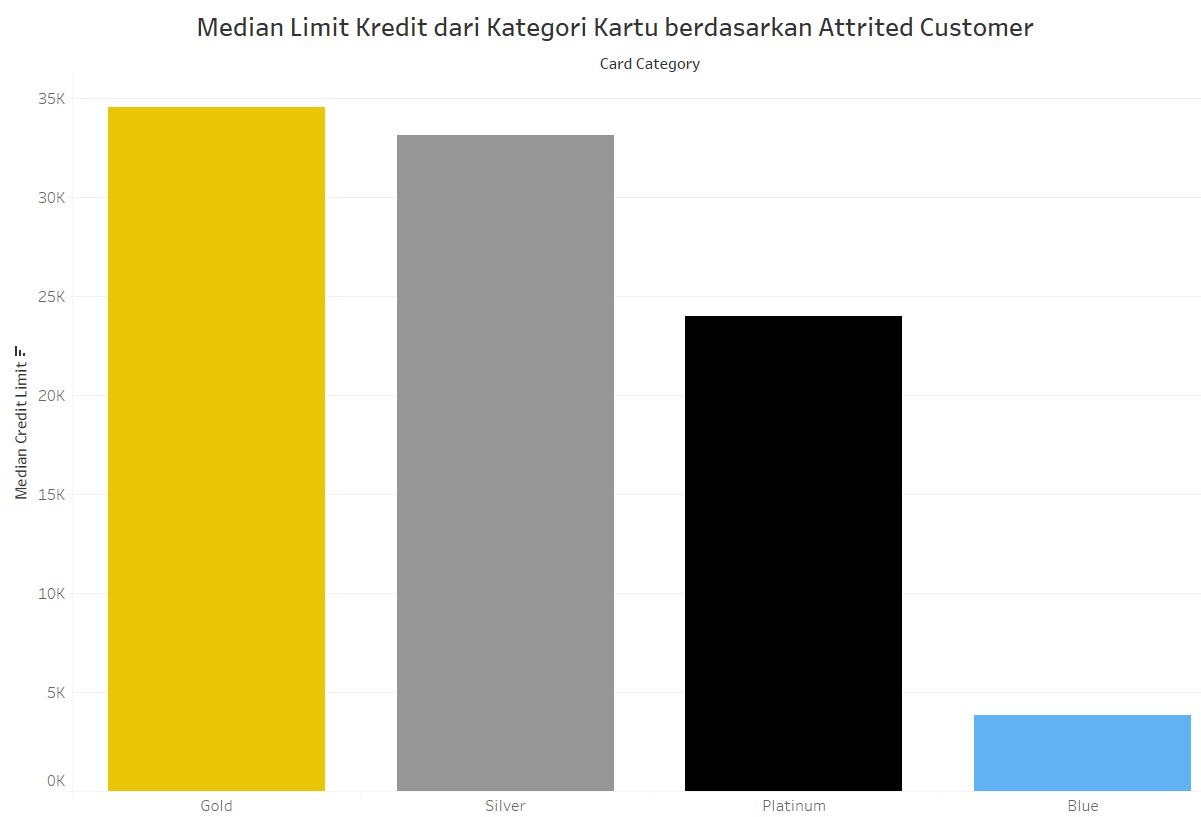 Median Limit Kredit dari Kategori Kartu berdasarkan Attrited Customer
Card Category
Median Credit Limit
35K
30K
25K
20K
15K
10K
5K
0K
Gold
Silver
Platinum
Blue